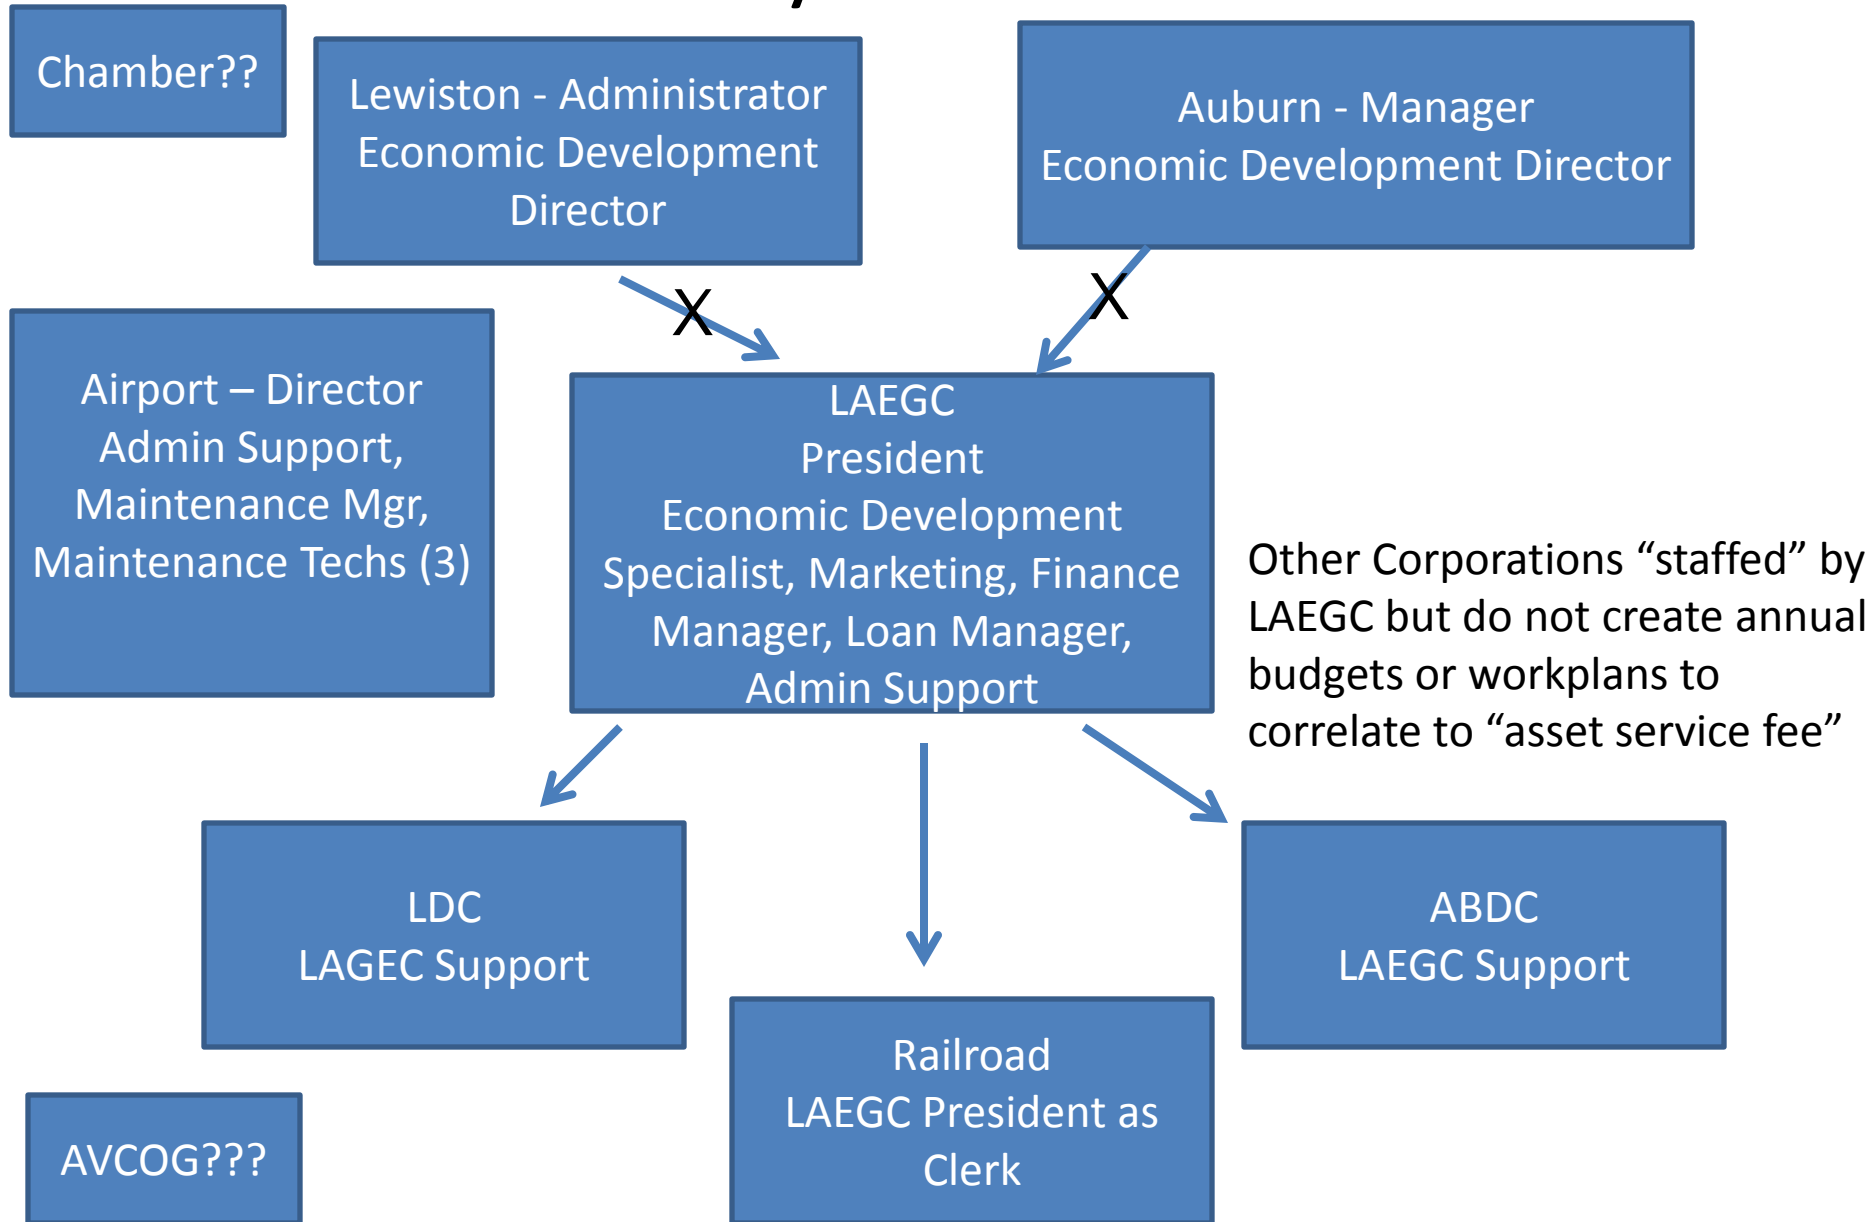 Chamber??
Lewiston - Administrator
Economic Development
Director
Auburn - Manager
Economic Development Director
X
X
Airport – Director
Admin Support,
Maintenance Mgr,
Maintenance Techs (3)
LAEGC
President
Economic Development
Specialist, Marketing, Finance
Manager, Loan Manager,
Admin Support
Other Corporations “staffed” by
LAEGC but do not create annual
budgets or workplans to
correlate to “asset service fee”
LDC
LAGEC Support
Railroad
LAEGC President as
Clerk
ABDC
LAEGC Support
AVCOG???